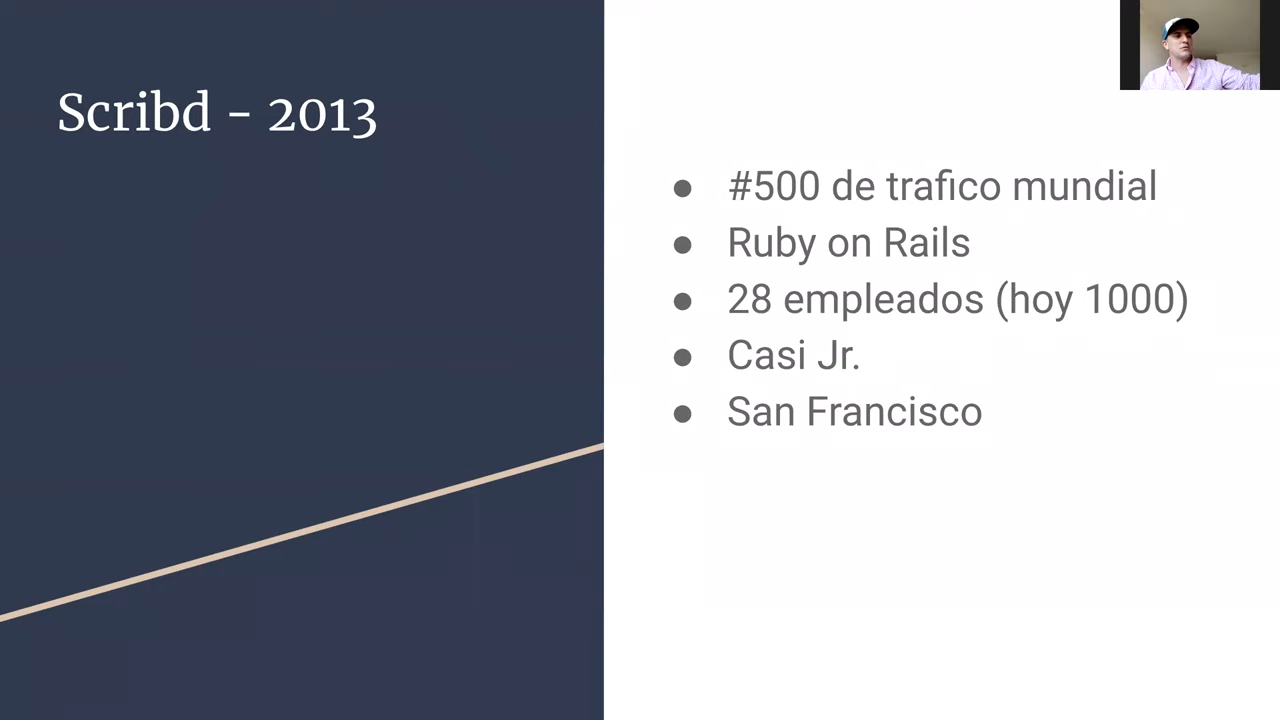 Scribd - 2013
● #500 de trafico mundial
● Ruby on Rails
● 28 empleados (hoy 1000)
● Casi Jr.
● San Francisco